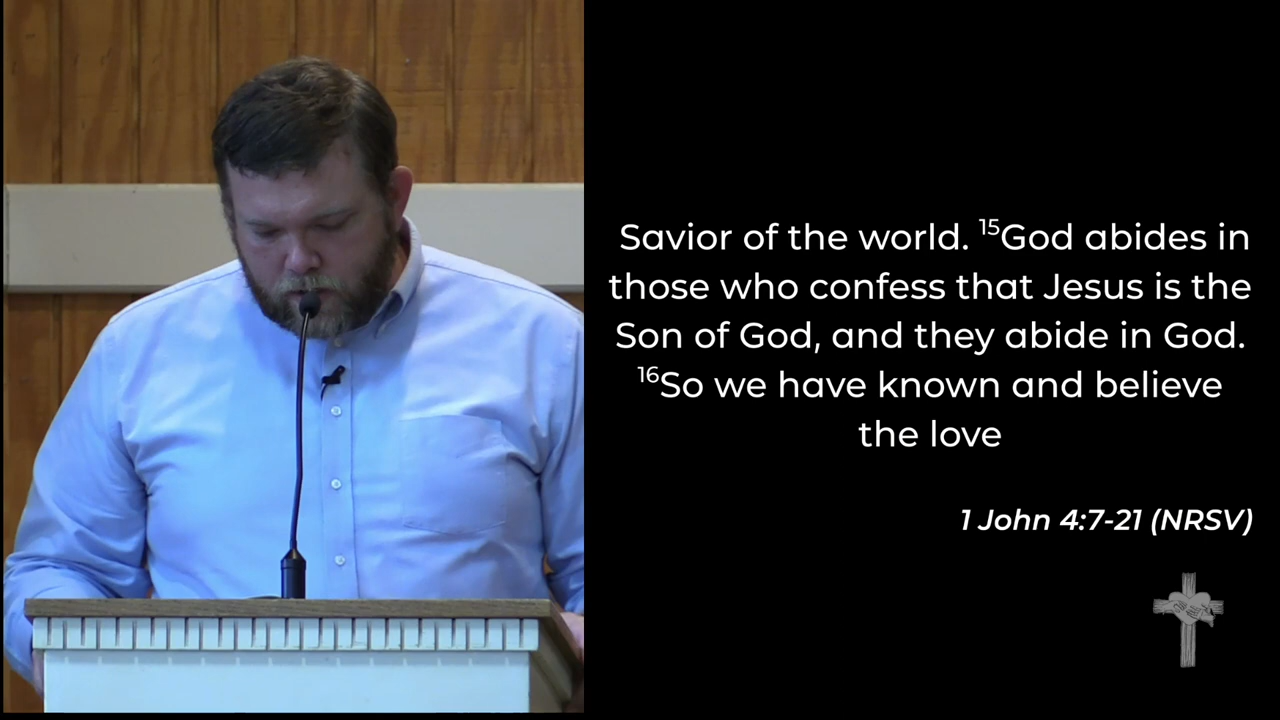 Savior of the world. ¹⁵God abides in
those who confess that Jesus is the
Son of God, and they abide in God.
¹⁶So we have known and believe
the love
1 John 4:7-21 (NRSV)